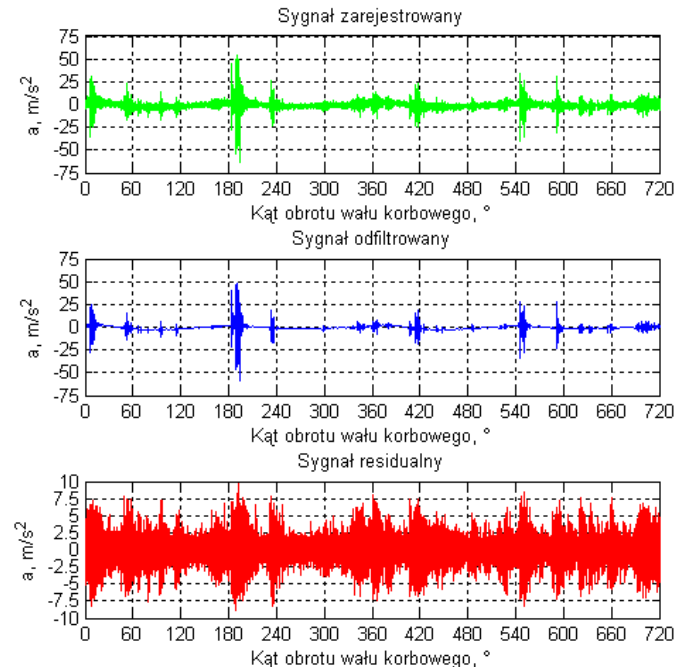 Sygnał zarejestrowany
75
50
25
0
-25
-50
-75
a, m/s²
0 60 120 180 240 300 360 420 480 540 600 660 720
Kąt obrotu wału korbowego, °
Sygnał odfiltrowany
75
50
25
0
-25
-50
-75
a, m/s²
0 60 120 180 240 300 360 420 480 540 600 660 720
Kąt obrotu wału korbowego, °
Sygnał residualny
10
7.5
5
2.5
0
-2.5
-5
-7.5
-10
a, m/s²
0 60 120 180 240 300 360 420 480 540 600 660 720
Kąt obrotu wału korbowego, °